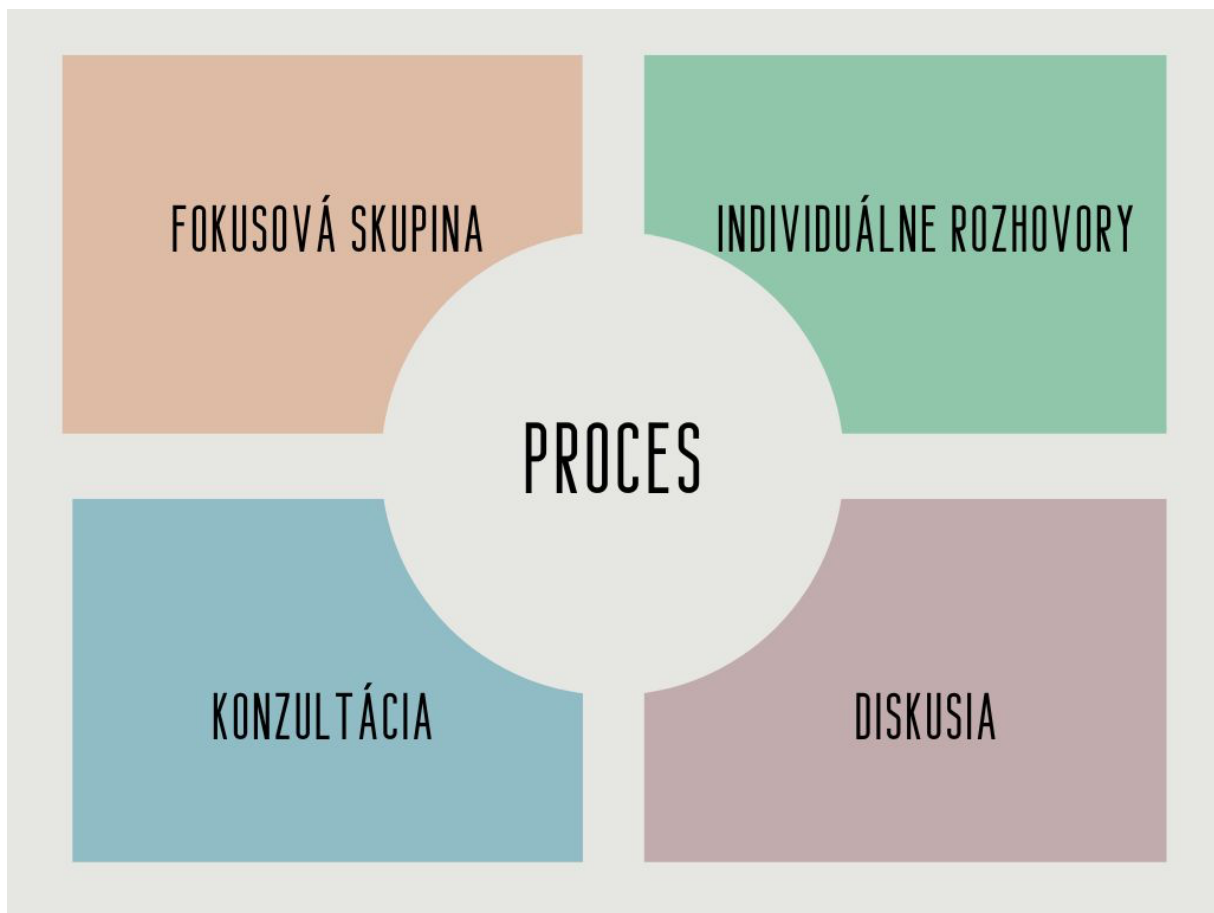 FOKUSOVÁ SKUPINA
INDIVIDUÁLNE ROZHOVORY
PROCES
KONZULTÁCIA
DISKUSIA